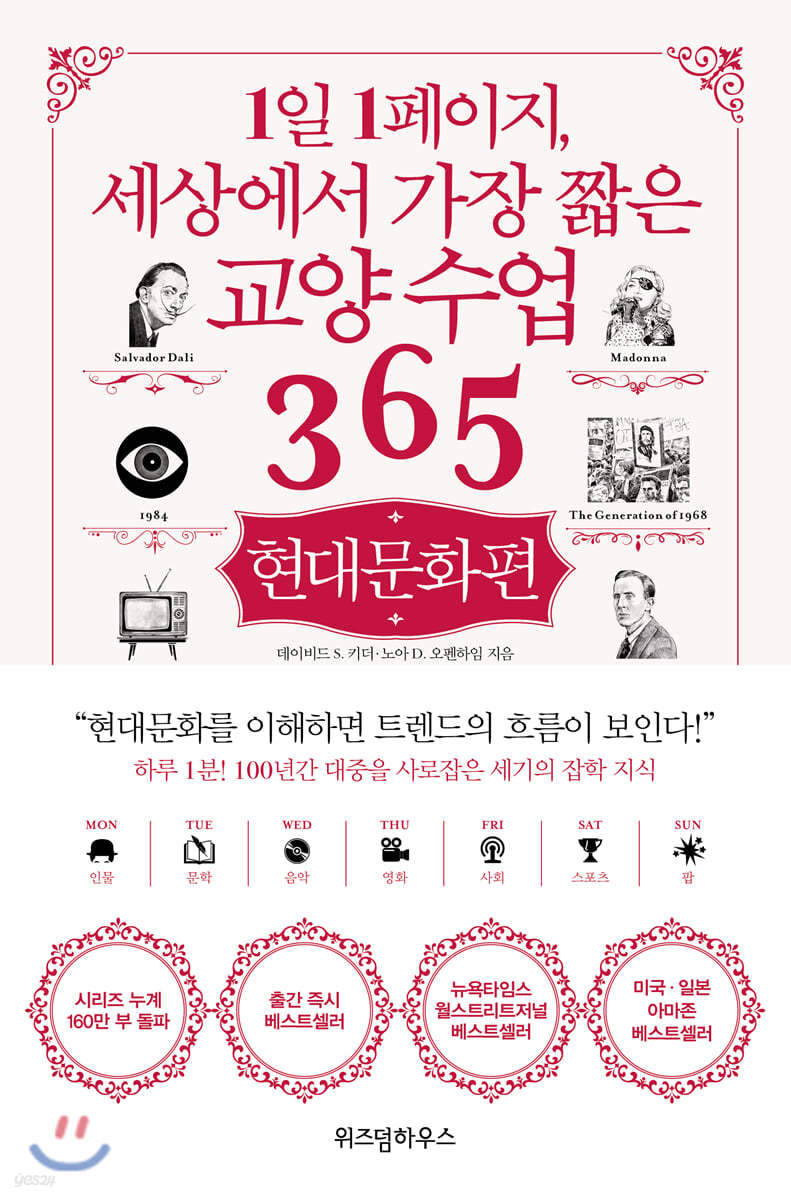 1일 1페이지,
세상에서 가장 짧은
교양 수업
365
Salvador Dali
Madonna
1984
The Generation of 1968
현대문화편
데이비드 S. 키더·노아 D. 오펜하임 지음
“현대문화를 이해하면 트렌드의 흐름이 보인다!”
하루 1분! 100년간 대중을 사로잡은 세기의 잡학 지식
MON TUE WED THU FRI SAT SUN
인물 문학 음악 영화 사회 스포츠 팝
시리즈 누계
160만 부 돌파
출간 즉시
베스트셀러
뉴욕타임스
월스트리트저널
베스트셀러
미국·일본
아마존
베스트셀러
위즈덤하우스
yes24